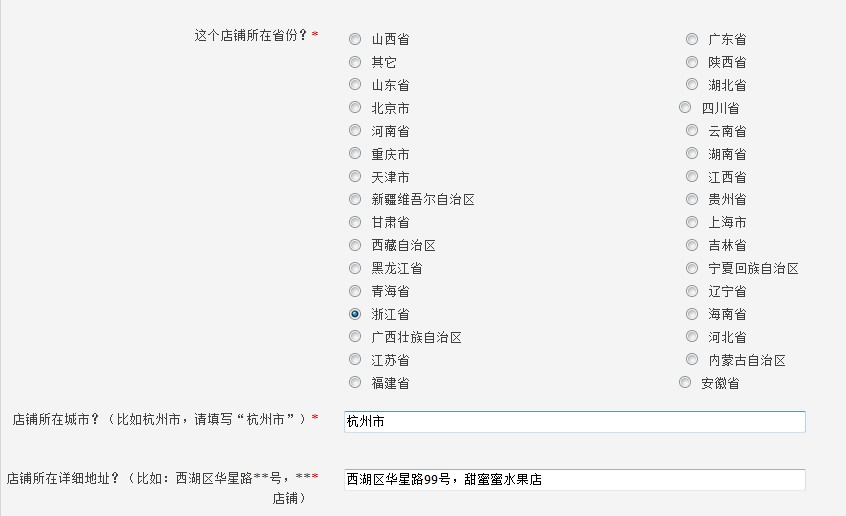 这个店铺所在省份？*
山西省 广东省
其它 陕西省
山东省 湖北省
北京市 四川省
河南省 云南省
重庆市 湖南省
天津市 江西省
新疆维吾尔自治区 贵州省
甘肃省 上海市
西藏自治区 吉林省
黑龙江省 宁夏回族自治区
青海省 辽宁省
浙江省 海南省
广西壮族自治区 河北省
江苏省 内蒙古自治区
福建省 安徽省
店铺所在城市？（比如杭州市，请填写“杭州市”）* 杭州市
店铺所在详细地址？（比如：西湖区华星路**号，*** 西湖区华星路99号，甜蜜蜜水果店
店铺）